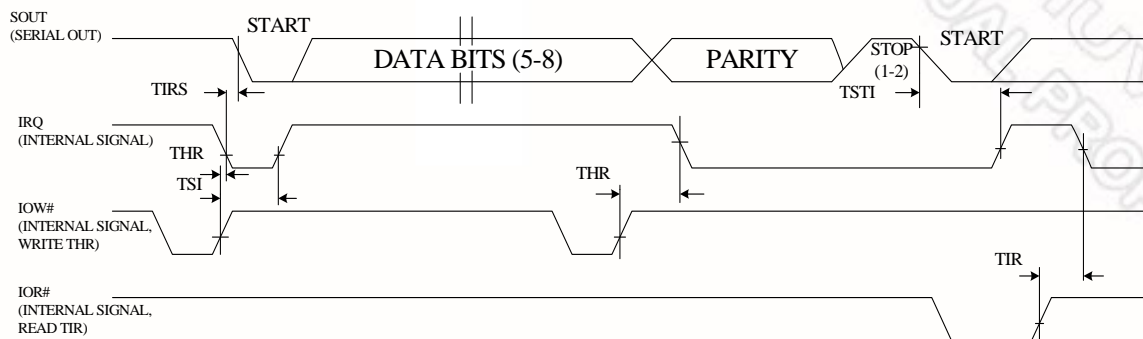 SOUT
(SERIAL OUT)
START
DATA BITS (5-8)
PARITY
STOP
(1-2)
START
TIRS
TSTI
IRQ
(INTERNAL SIGNAL)
THR
TSI
THR
IOW#
(INTERNAL SIGNAL,
WRITE THR)
TIR
IOR#
(INTERNAL SIGNAL,
READ TIR)